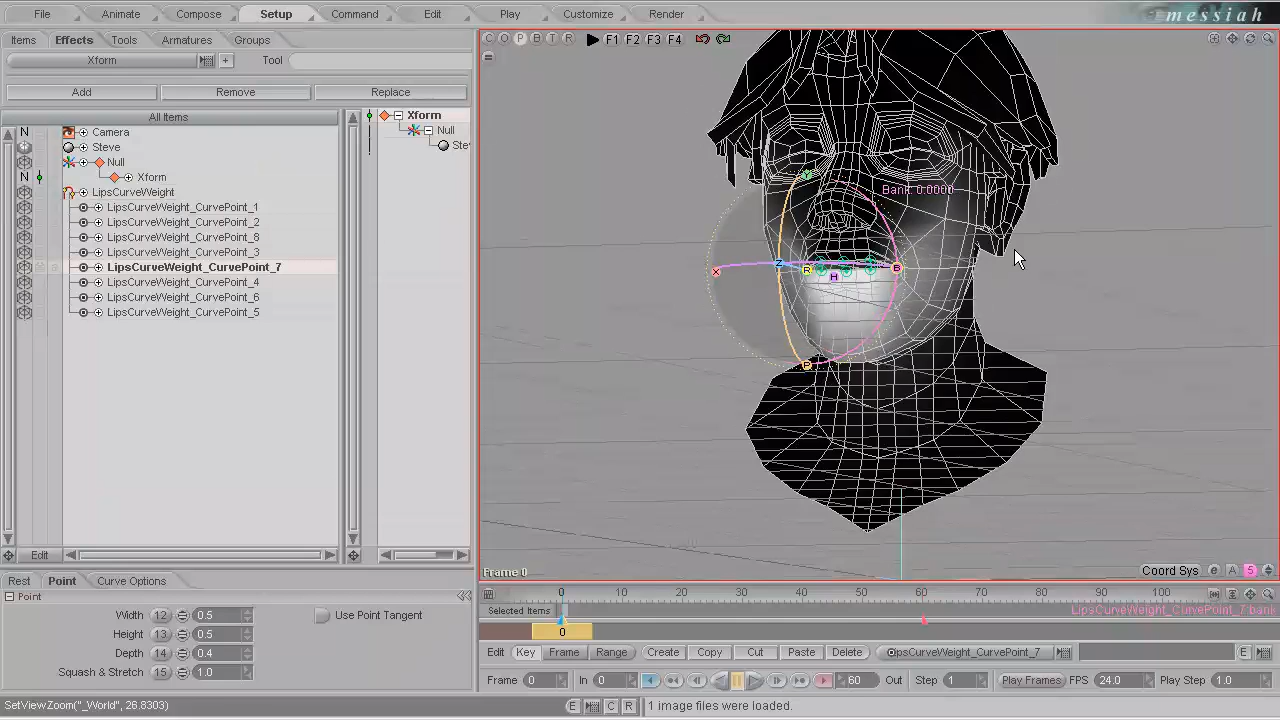 File Animate Compose Setup Command Edit Play Customize Render messiah
Items Effects Tools Armatures Groups
C O P B T R F1 F2 F3 F4
Xform + Tool
Add Remove Replace
All Items
Xform
N Camera
Null
Steve
Ste
Null
N Xform
LipsCurveWeight
LipsCurveWeight_CurvePoint_1
LipsCurveWeight_CurvePoint_2
LipsCurveWeight_CurvePoint_8
LipsCurveWeight_CurvePoint_3
LipsCurveWeight_CurvePoint_7
LipsCurveWeight_CurvePoint_4
LipsCurveWeight_CurvePoint_6
LipsCurveWeight_CurvePoint_5
Bank: 0.0000
Y
X Z R H B
P
Edit
Frame 0
Coord Sys e A 5
Rest Point Curve Options
Point
Width 12 0.5 Use Point Tangent
Height 13 0.5
Depth 14 0.4
Squash & Stretch 15 1.0
0 10 20 30 40 50 60 70 80 90 100
Selected Items LipsCurveWeight_CurvePoint_7:bank
0
Edit Key Frame Range Create Copy Cut Paste Delete ipsCurveWeight_CurvePoint_7 E
Frame 0 In 0 60 Out Step 1 Play Frames FPS 24.0 Play Step 1.0
SetViewZoom("_World", 26.8303) E C R 1 image files were loaded.